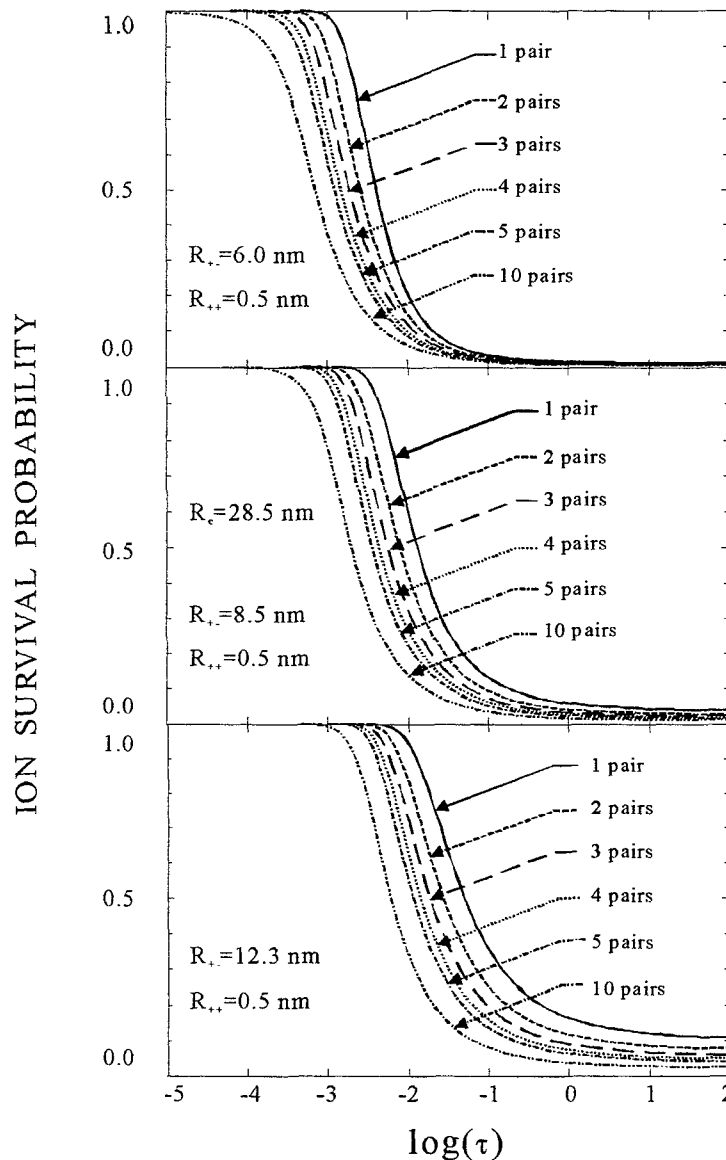 ION SURVIVAL PROBABILITY
1.0
0.5
0.0
1 pair
2 pairs
3 pairs
4 pairs
5 pairs
10 pairs
R₊₋=6.0 nm
R₊₊=0.5 nm
1.0
0.5
0.0
1 pair
2 pairs
3 pairs
4 pairs
5 pairs
10 pairs
R꜀=28.5 nm
R₊₋=8.5 nm
R₊₊=0.5 nm
1.0
0.5
0.0
1 pair
2 pairs
3 pairs
4 pairs
5 pairs
10 pairs
R₊₋=12.3 nm
R₊₊=0.5 nm
-5 -4 -3 -2 -1 0 1 2
log(τ)